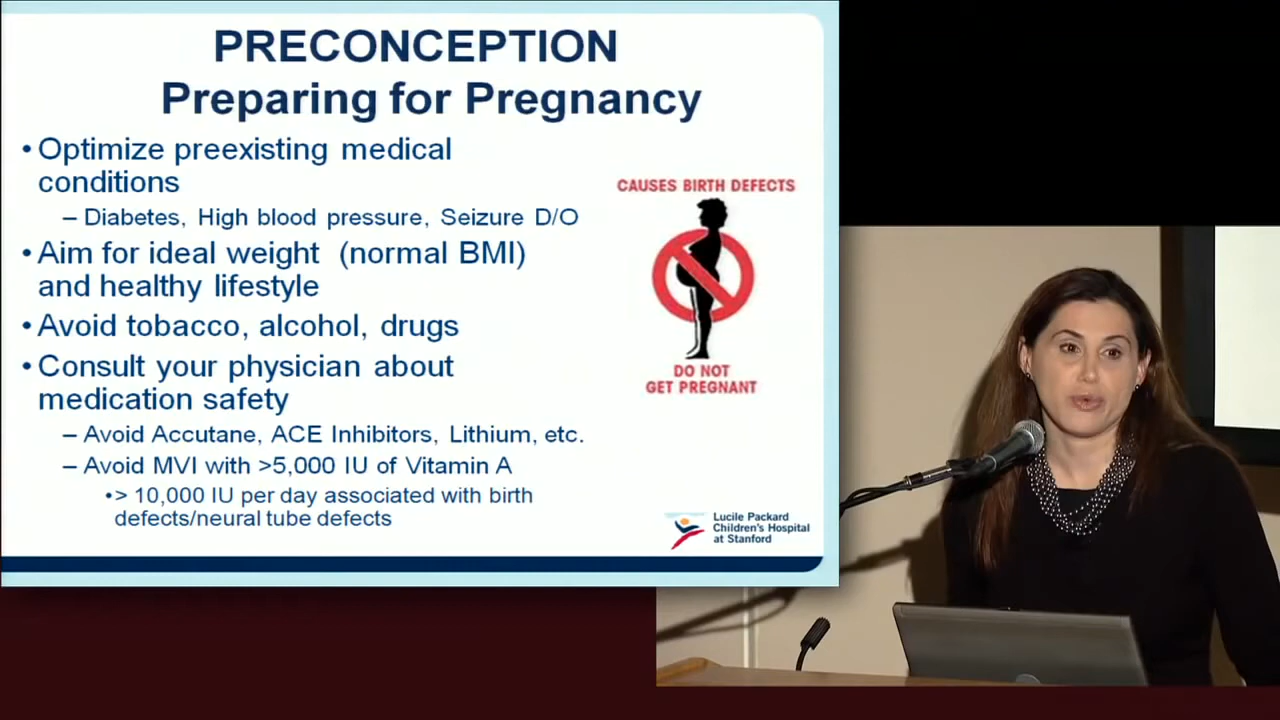 PRECONCEPTION
Preparing for Pregnancy
• Optimize preexisting medical
conditions
– Diabetes, High blood pressure, Seizure D/O
• Aim for ideal weight (normal BMI)
and healthy lifestyle
• Avoid tobacco, alcohol, drugs
• Consult your physician about
medication safety
– Avoid Accutane, ACE Inhibitors, Lithium, etc.
– Avoid MVI with >5,000 IU of Vitamin A
•> 10,000 IU per day associated with birth
defects/neural tube defects
CAUSES BIRTH DEFECTS
DO NOT
GET PREGNANT
Lucile Packard
Children's Hospital
at Stanford